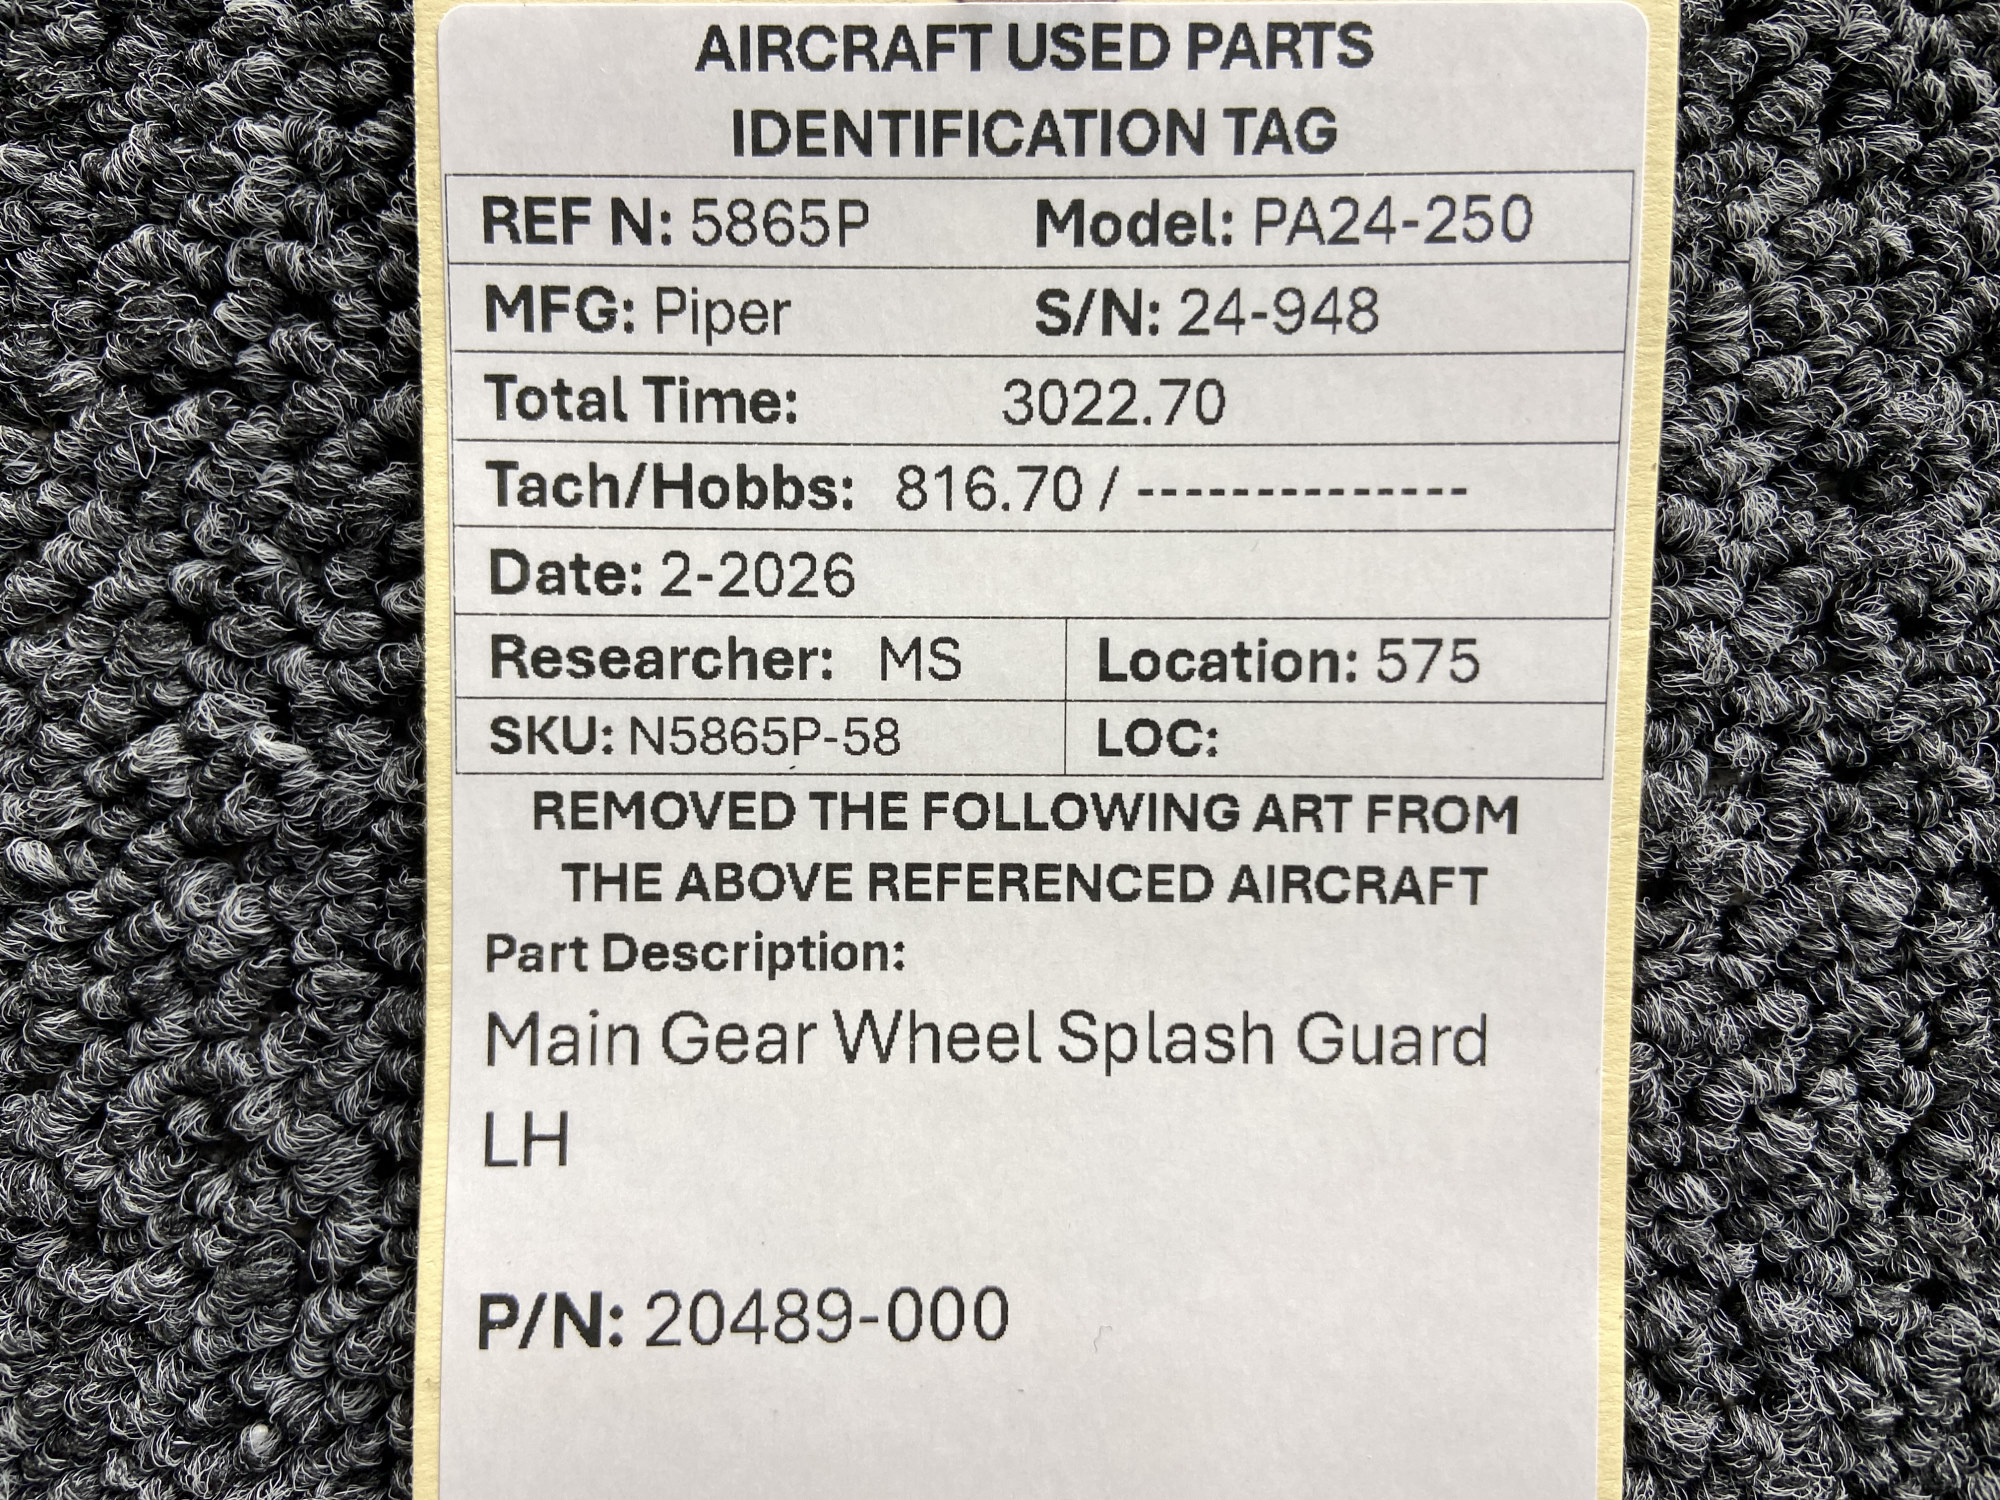 AIRCRAFT USED PARTS
IDENTIFICATION TAG
REF N: 5865P Model: PA24-250
MFG: Piper S/N: 24-948
Total Time: 3022.70
Tach/Hobbs: 816.70 / --------------
Date: 2-2026
Researcher: MS Location: 575
SKU: N5865P-58 LOC:
REMOVED THE FOLLOWING ART FROM
THE ABOVE REFERENCED AIRCRAFT
Part Description:
Main Gear Wheel Splash Guard
LH
P/N: 20489-000